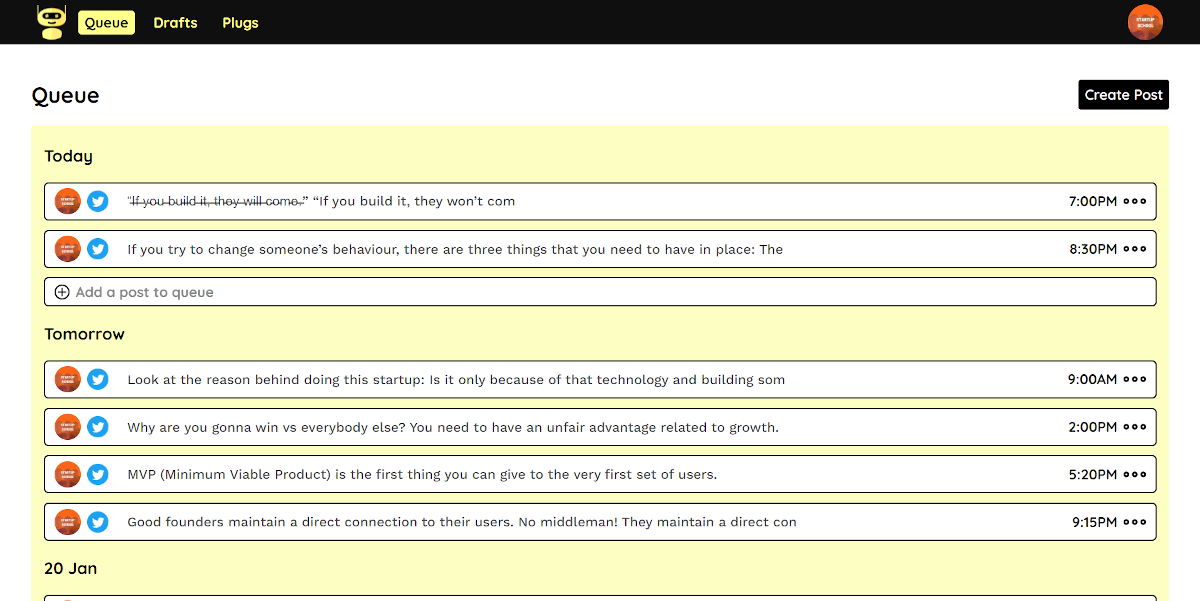 Queue Drafts Plugs
STARTUP
SCHOOL
Queue
Create Post
Today
"If you build it, they will come.” “If you build it, they won’t com
7:00PM
If you try to change someone’s behaviour, there are three things that you need to have in place: The
8:30PM
Add a post to queue
Tomorrow
Look at the reason behind doing this startup: Is it only because of that technology and building som
9:00AM
Why are you gonna win vs everybody else? You need to have an unfair advantage related to growth.
2:00PM
MVP (Minimum Viable Product) is the first thing you can give to the very first set of users.
5:20PM
Good founders maintain a direct connection to their users. No middleman! They maintain a direct con
9:15PM
20 Jan